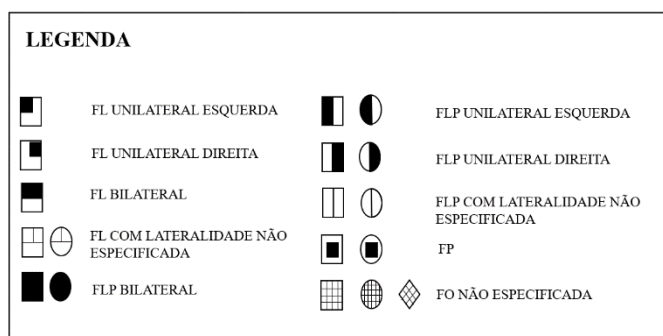 LEGENDA
FL UNILATERAL ESQUERDA
FL UNILATERAL DIREITA
FL BILATERAL
FL COM LATERALIDADE NÃO
ESPECIFICADA
FLP BILATERAL
FLP UNILATERAL ESQUERDA
FLP UNILATERAL DIREITA
FLP COM LATERALIDADE NÃO
ESPECIFICADA
FP
FO NÃO ESPECIFICADA